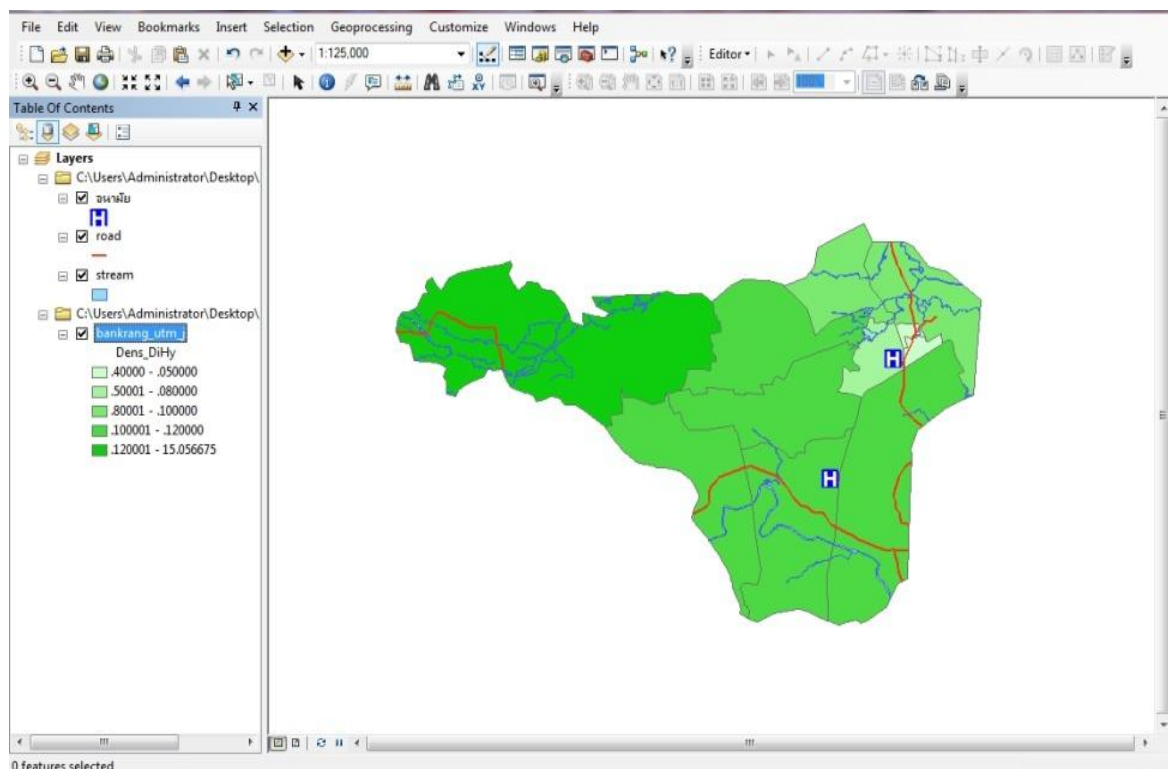 File Edit View Bookmarks Insert Selection Geoprocessing Customize Windows Help
1:125,000 Editor
100%
Table Of Contents
Layers
C:\Users\Administrator\Desktop\
อนามัย
H
road
stream
C:\Users\Administrator\Desktop\
bankrang_utm_
Dens_DiHy
.40000 - .050000
.50001 - .080000
.80001 - .100000
.100001 - .120000
.120001 - 15.056675
H
H
0 features selected